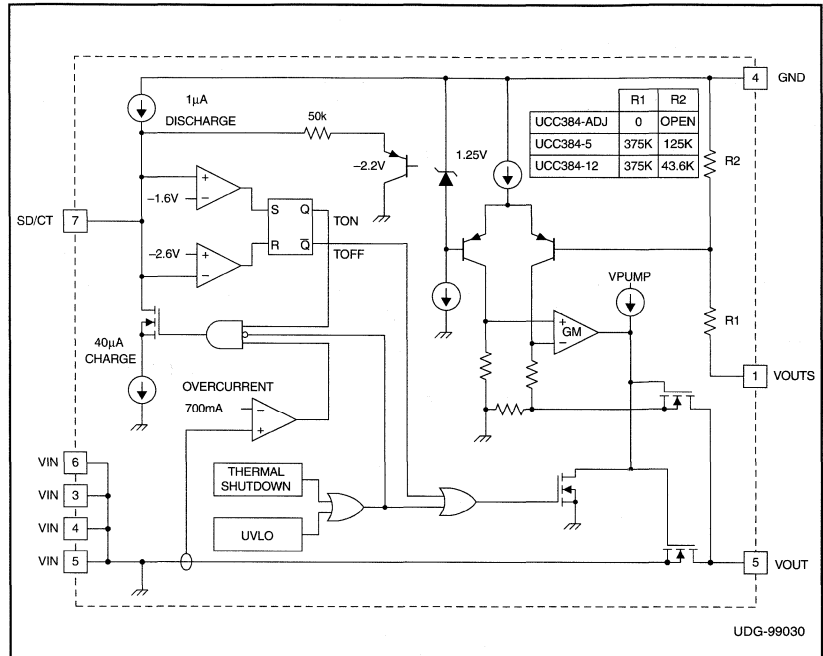 4 GND
1μA
DISCHARGE
50k
–2.2V
1.25V
R1 R2
UCC384-ADJ 0 OPEN
UCC384-5 375K 125K
UCC384-12 375K 43.6K
R2
+
–1.6V
–
S Q
TON
SD/CT 7
–2.6V
+
–
R Q̅
TOFF
VPUMP
+
GM
–
R1
40μA
CHARGE
1 VOUTS
OVERCURRENT
700mA
–
+
VIN 6
VIN 3
VIN 4
VIN 5
THERMAL
SHUTDOWN
UVLO
5 VOUT
UDG-99030